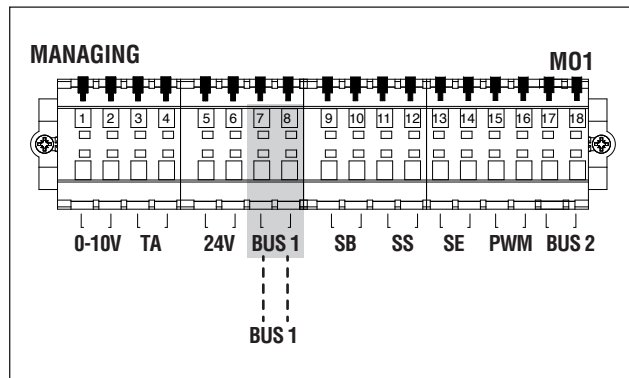 MANAGING M01
1 2 3 4 5 6 7 8 9 10 11 12 13 14 15 16 17 18
0-10V TA 24V BUS 1 SB SS SE PWM BUS 2
BUS 1